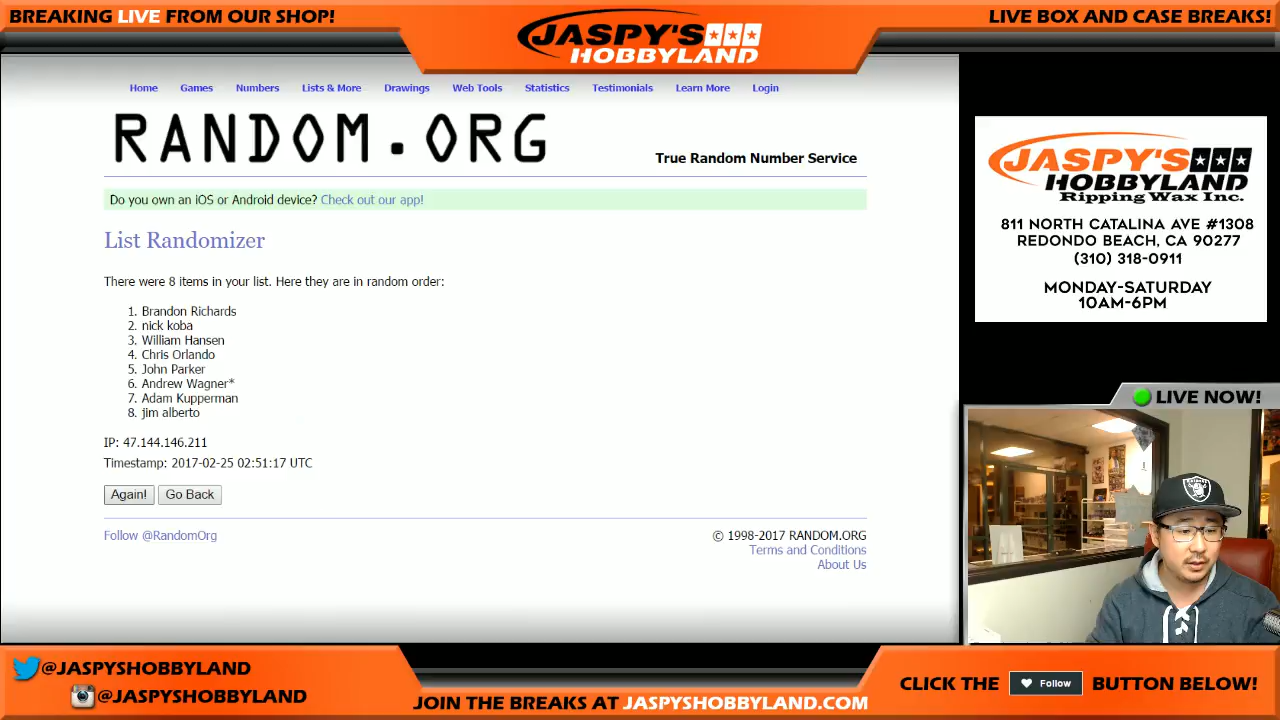 BREAKING LIVE FROM OUR SHOP!
JASPY'S
HOBBYLAND
LIVE BOX AND CASE BREAKS!
Home Games Numbers Lists & More Drawings Web Tools Statistics Testimonials Learn More Login
RANDOM.ORG
True Random Number Service
Do you own an iOS or Android device? Check out our app!
List Randomizer
There were 8 items in your list. Here they are in random order:
1. Brandon Richards
2. nick koba
3. William Hansen
4. Chris Orlando
5. John Parker
6. Andrew Wagner*
7. Adam Kupperman
8. jim alberto
IP: 47.144.146.211
Timestamp: 2017-02-25 02:51:17 UTC
Again! Go Back
Follow @RandomOrg
© 1998-2017 RANDOM.ORG
Terms and Conditions
About Us
JASPY'S
HOBBYLAND
Ripping Wax Inc.
811 NORTH CATALINA AVE #1308
REDONDO BEACH, CA 90277
(310) 318-0911
MONDAY-SATURDAY
10AM-6PM
LIVE NOW!
RAIDERS
@JASPYSHOBBYLAND
@JASPYSHOBBYLAND
JOIN THE BREAKS AT JASPYSHOBBYLAND.COM
CLICK THE Follow BUTTON BELOW!